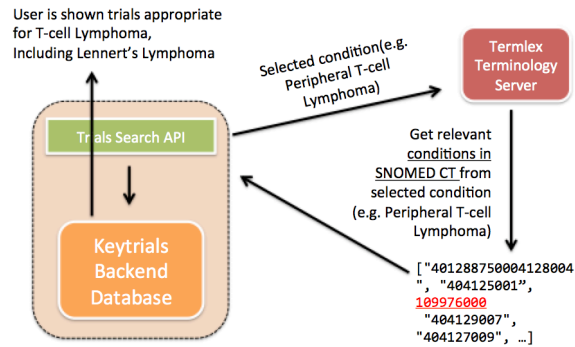 User is shown trials appropriate
for T-cell Lymphoma,
Including Lennert's Lymphoma
Selected condition(e.g.
Peripheral T-cell
Lymphoma)
Termlex
Terminology
Server
Trials Search API
Get relevant
conditions in
SNOMED CT from
selected condition
(e.g. Peripheral T-cell
Lymphoma)
Keytrials
Backend
Database
["401288750004128004
", "404125001”,
109976000
"404129007",
"404127009", …]